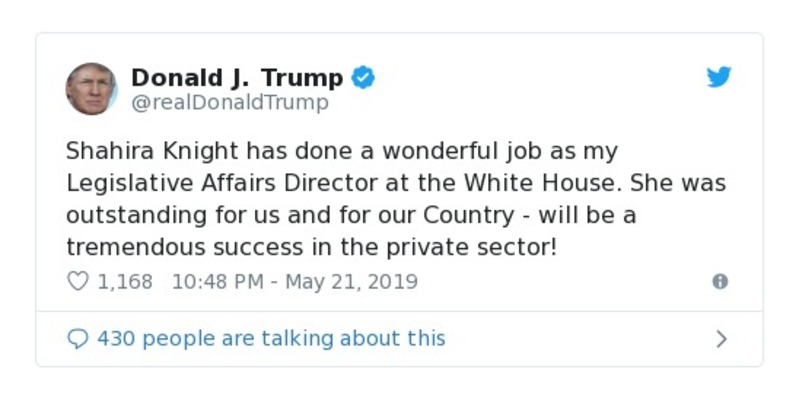 Donald J. Trump
@realDonaldTrump
Shahira Knight has done a wonderful job as my
Legislative Affairs Director at the White House. She was
outstanding for us and for our Country - will be a
tremendous success in the private sector!
1,168 10:48 PM - May 21, 2019
430 people are talking about this